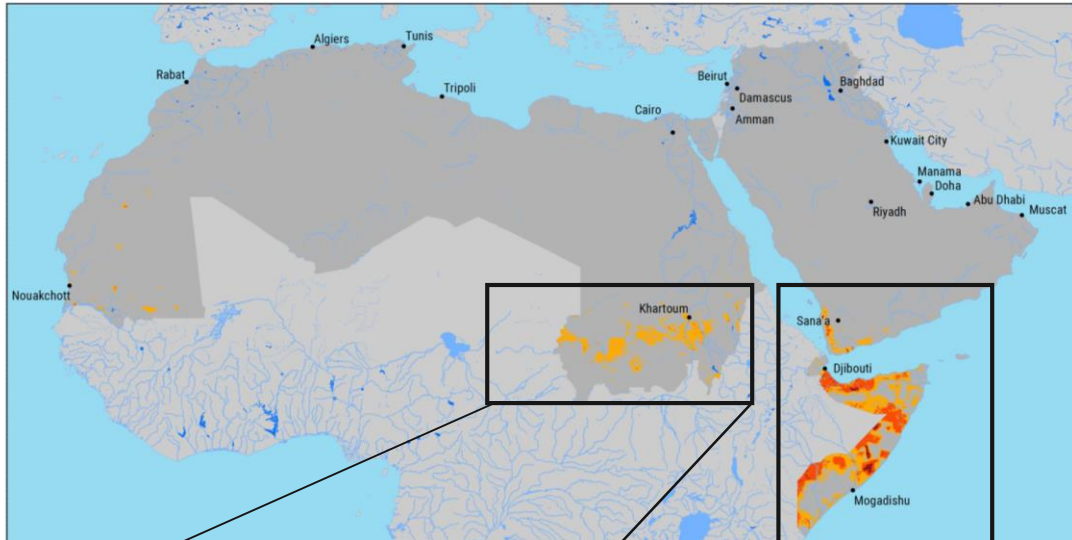 Algiers
Tunis
Rabat
Tripoli
Beirut
Damascus
Baghdad
Cairo
Amman
Kuwait City
Manama
Doha
Abu Dhabi
Riyadh
Muscat
Nouakchott
Khartoum
Sana'a
Djibouti
Mogadishu